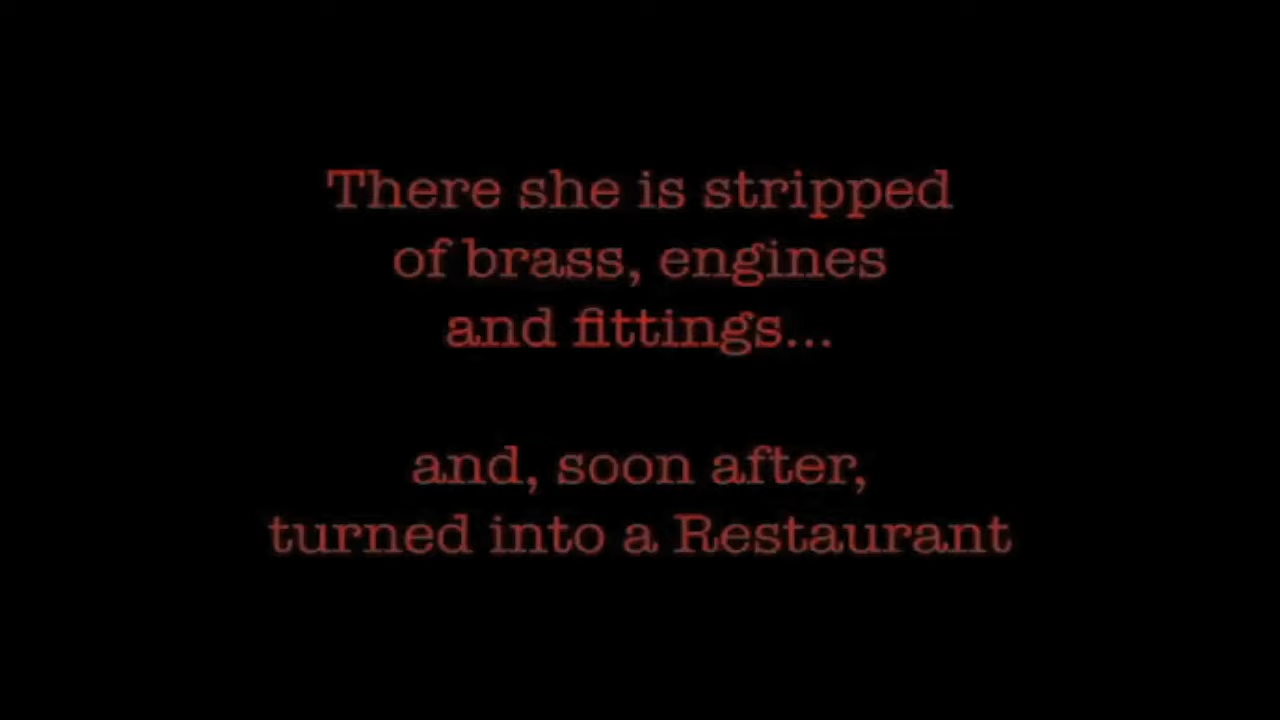 There she is stripped
of brass, engines
and fittings...
and, soon after,
turned into a Restaurant